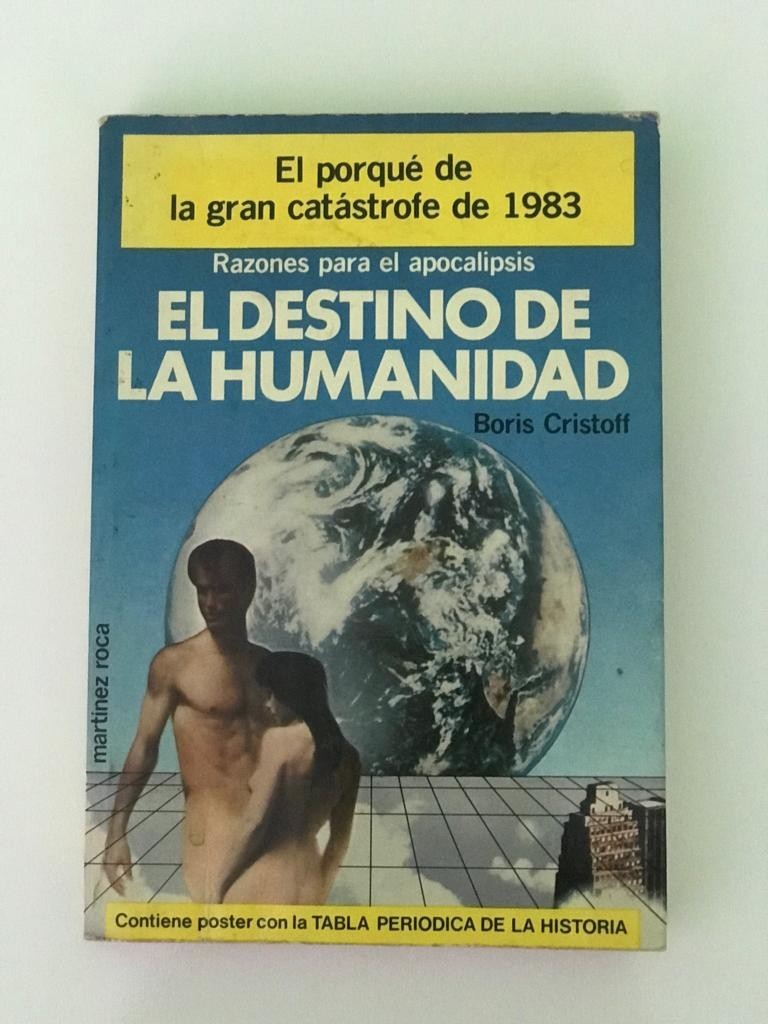 El porqué de
la gran catástrofe de 1983
Razones para el apocalipsis
EL DESTINO DE
LA HUMANIDAD
Boris Cristoff
martinez roca
Contiene poster con la TABLA PERIODICA DE LA HISTORIA